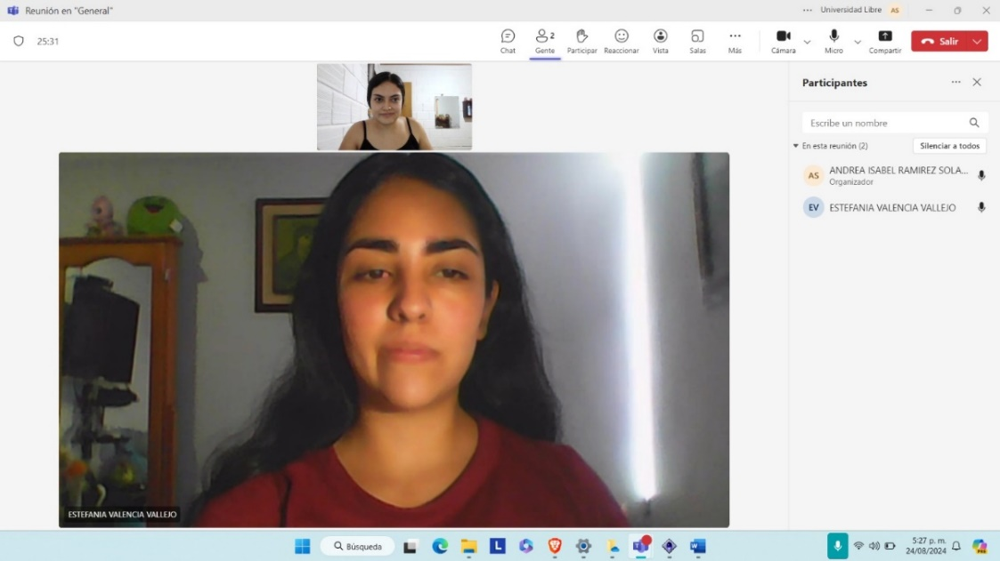 Reunión en "General"
Universidad Libre AS
25:31
Chat
2
Gente
Participar
Reaccionar
Vista
Salas
Más
Cámara
Micro
Compartir
Salir
Participantes
Escribe un nombre
En esta reunión (2)
Silenciar a todos
AS
ANDREA ISABEL RAMIREZ SOLA...
Organizador
EV
ESTEFANIA VALENCIA VALLEJO
ESTEFANIA VALENCIA VALLEJO
Búsqueda
L
W
5:27 p. m.
24/08/2024